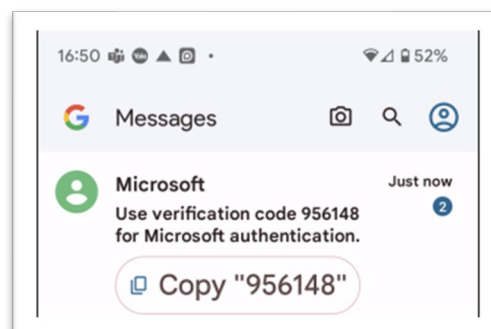 16:50 52%
Messages
Microsoft Just now
Use verification code 956148 2
for Microsoft authentication.
Copy "956148"